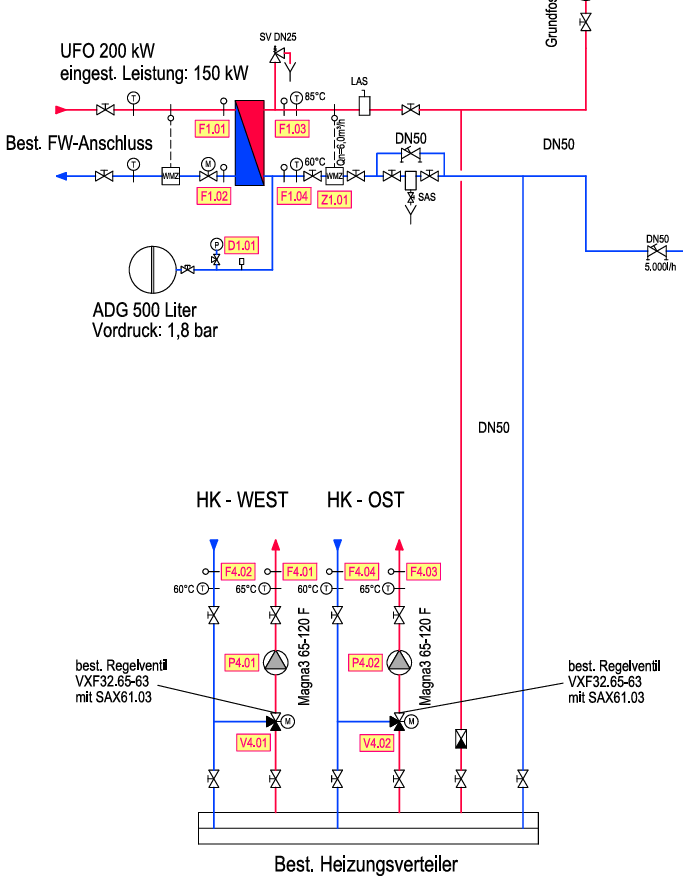 Grundfos
SV DN25
UFO 200 kW
eingest. Leistung: 150 kW
LAS
T
T
85°C
F1.01
F1.03
Best. FW-Anschluss
Qn=6,0m³/h
DN50
DN50
T
WMZ
M
T
60°C
WMZ
F1.02
F1.04
Z1.01
SAS
P
D1.01
DN50
5.000l/h
ADG 500 Liter
Vordruck: 1,8 bar
DN50
HK - WEST
HK - OST
F4.02
F4.01
F4.04
F4.03
60°C T
65°C T
60°C T
65°C T
P4.01
Magna3 65-120 F
P4.02
Magna3 65-120 F
best. Regelventil
VXF32.65-63
mit SAX61.03
best. Regelventil
VXF32.65-63
mit SAX61.03
M
M
V4.01
V4.02
Best. Heizungsverteiler